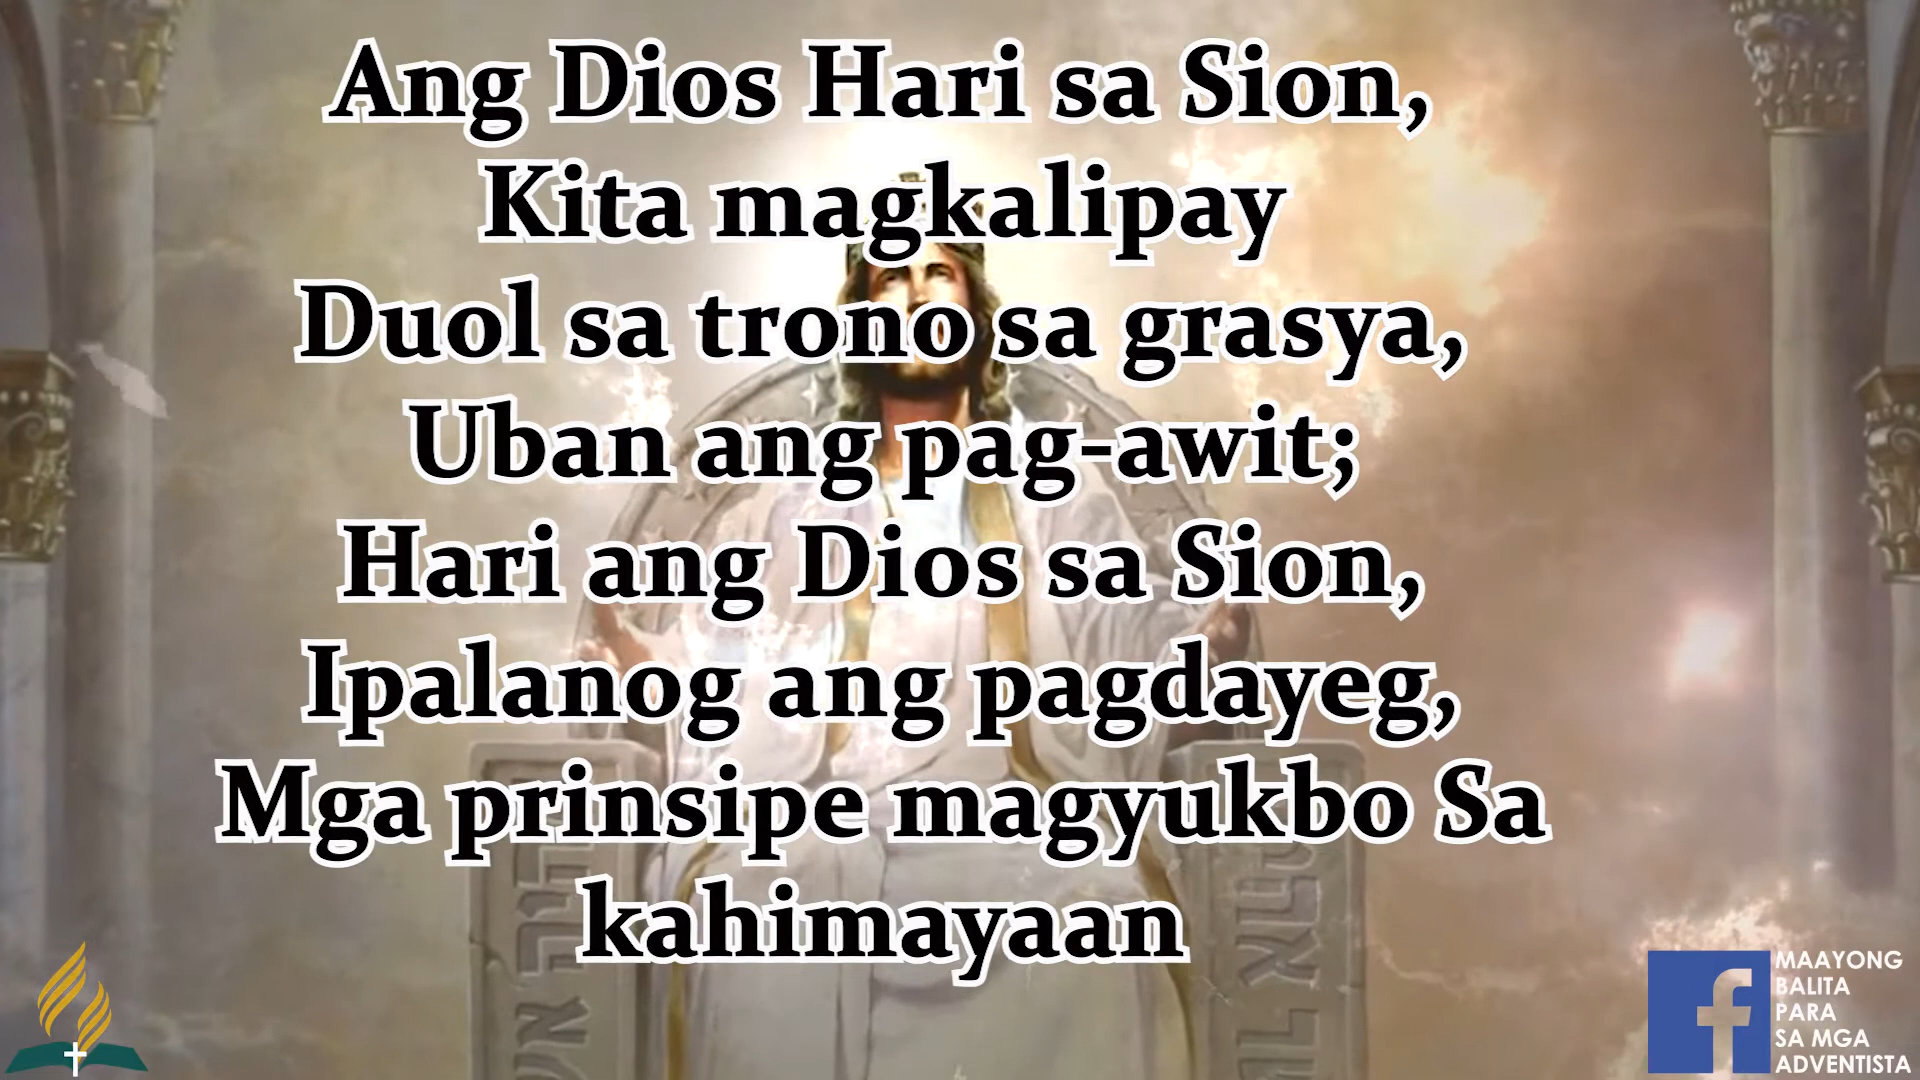 Ang Dios Hari sa Sion,
Kita magkalipay
Duol sa trono sa grasya,
Uban ang pag-awit;
Hari ang Dios sa Sion,
Ipalanog ang pagdayeg,
Mga prinsipe magyukbo Sa
kahimayaan
MAAYONG
BALITA
PARA
SA MGA
ADVENTISTA